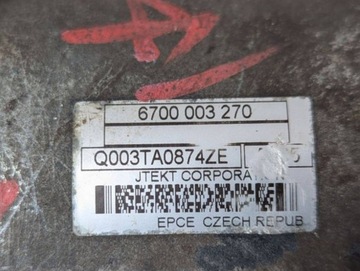 6700 003 270
Q003TA0874ZE
JTEKT CORPORA
EPCE CZECH REPUB